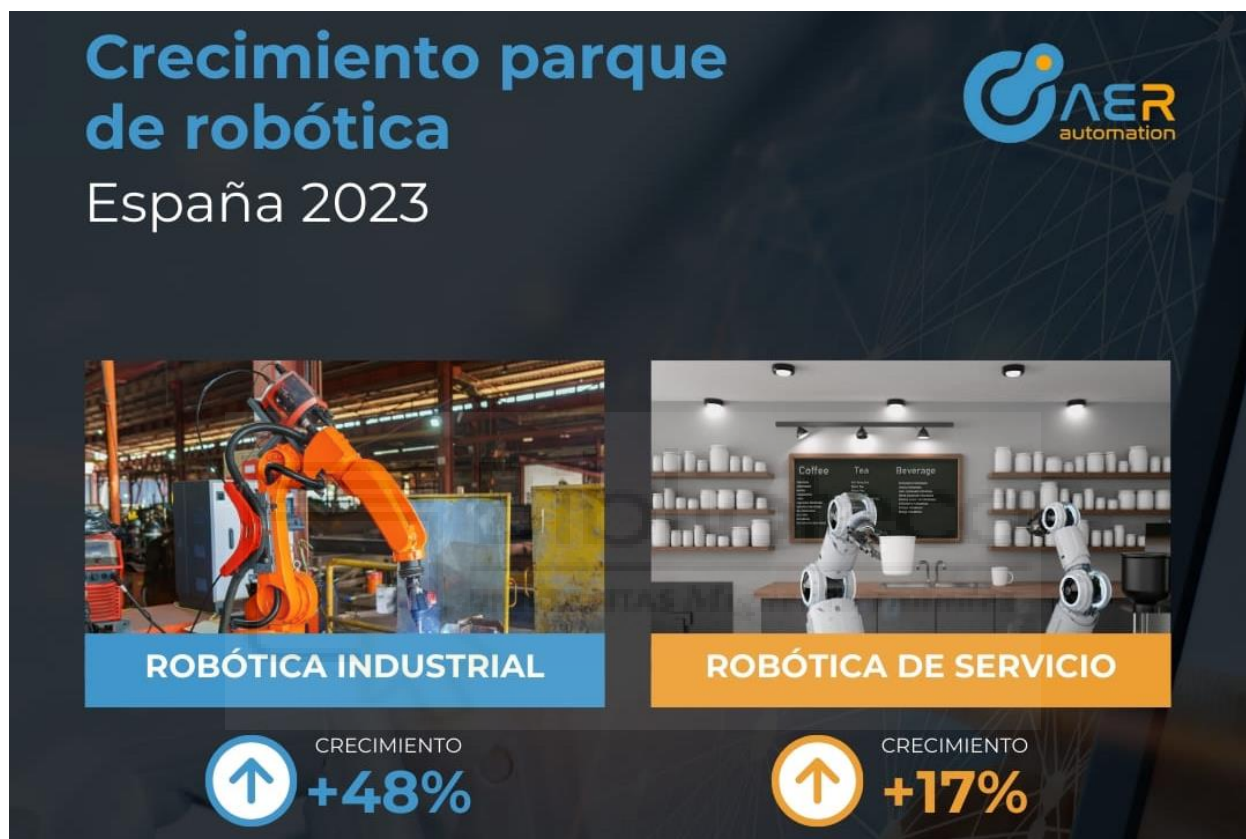 Crecimiento parque
de robótica
España 2023
AER
automation
Coffee Tea Beverage
ROBÓTICA INDUSTRIAL
ROBÓTICA DE SERVICIO
CRECIMIENTO
+48%
CRECIMIENTO
+17%